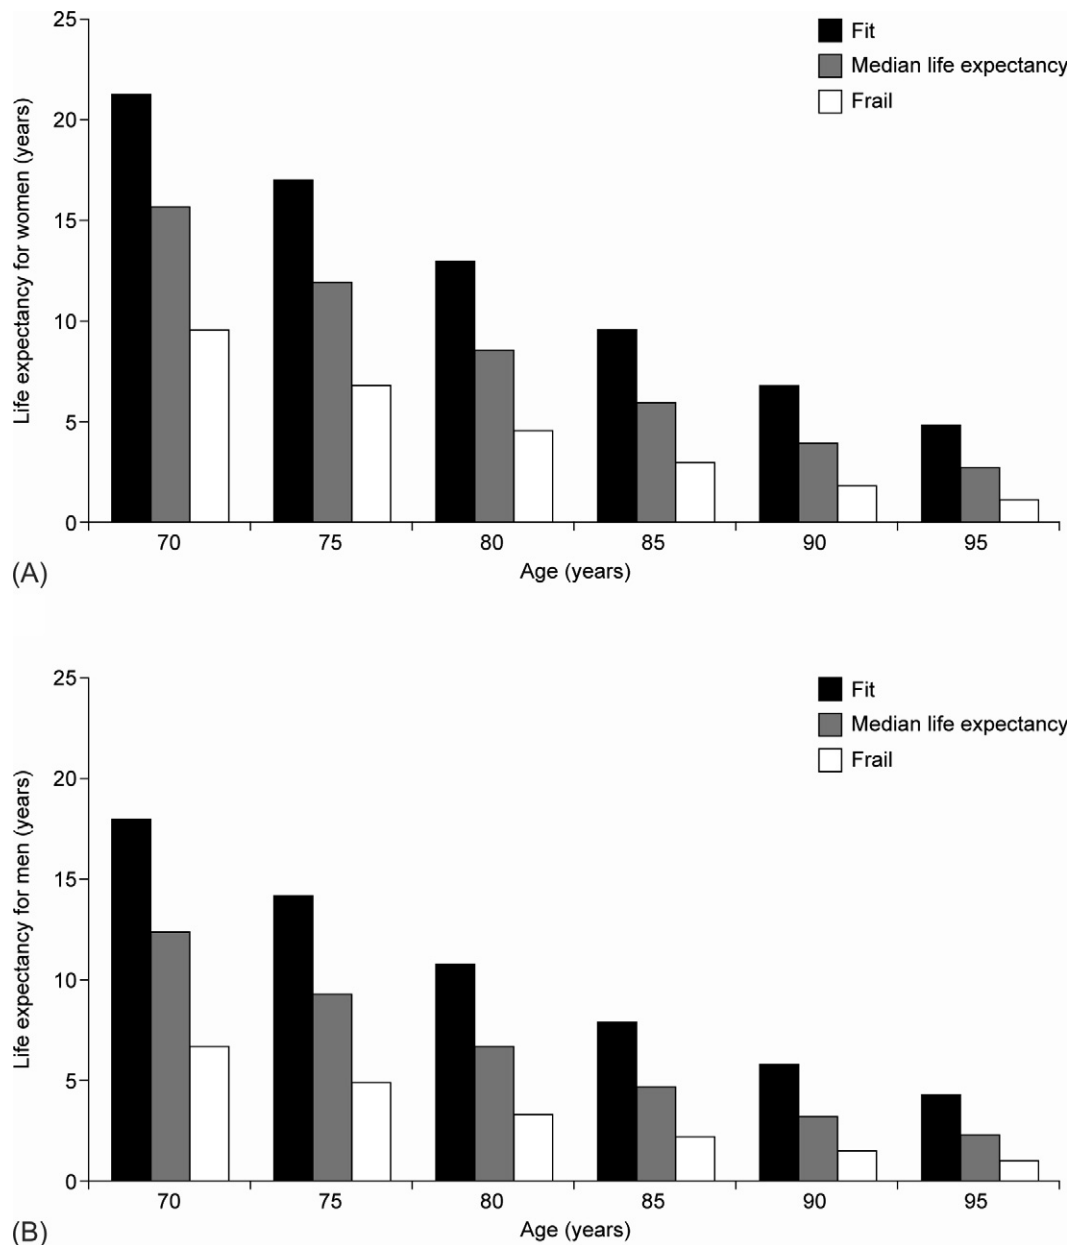 25
20
15
10
5
0
Life expectancy for women (years)
Fit
Median life expectancy
Frail
70 75 80 85 90 95
Age (years)
(A)
25
20
15
10
5
0
Life expectancy for men (years)
Fit
Median life expectancy
Frail
70 75 80 85 90 95
Age (years)
(B)